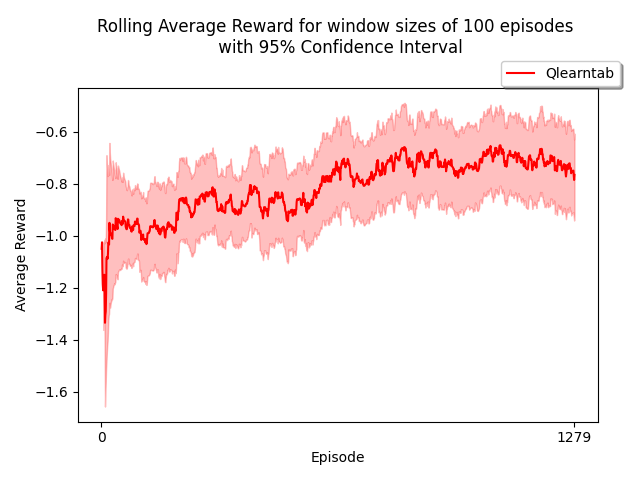 Rolling Average Reward for window sizes of 100 episodes
with 95% Confidence Interval
Qlearntab
−0.6
−0.8
−1.0
−1.2
−1.4
−1.6
Average Reward
0
1279
Episode